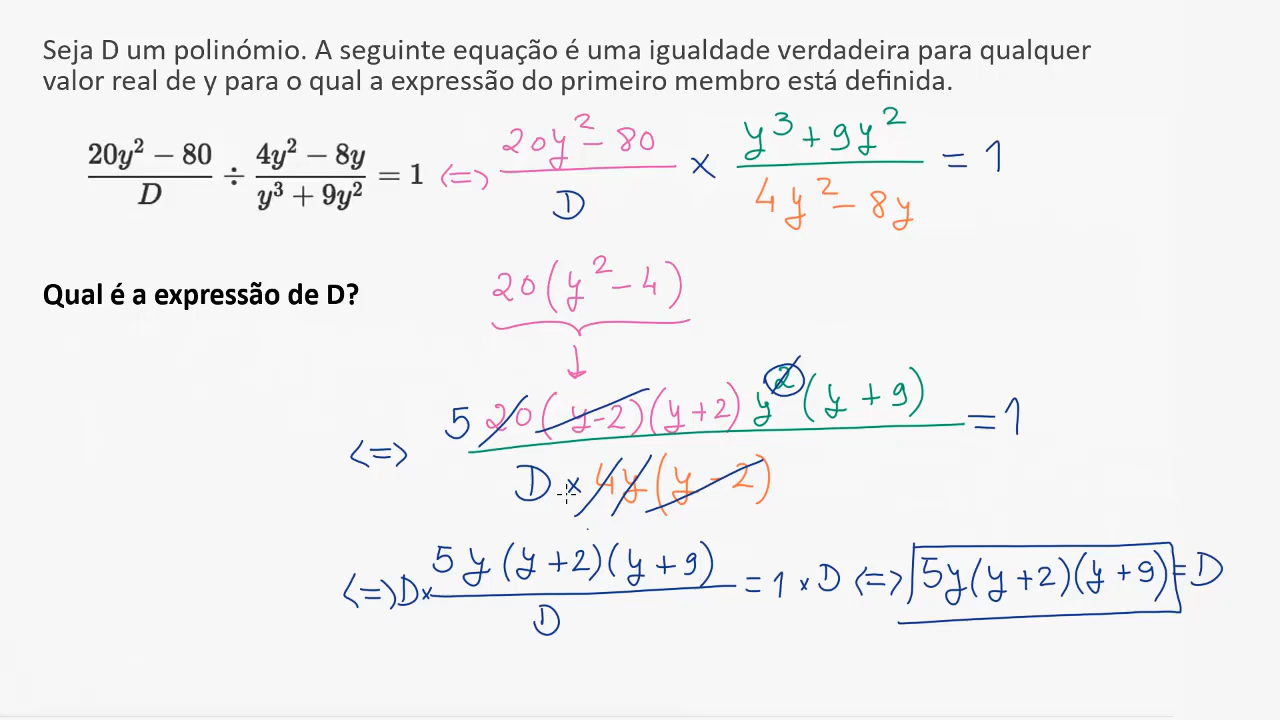 Seja D um polinómio. A seguinte equação é uma igualdade verdadeira para qualquer
valor real de y para o qual a expressão do primeiro membro está definida.
(20y² − 80)/D ÷ (4y² − 8y)/(y³ + 9y²) = 1 <=> (20y² − 80)/D × (y³ + 9y²)/(4y² − 8y) = 1
Qual é a expressão de D?
20(y² − 4)
<=> 5 20(y−2)(y+2) y²(y + 9)/(D × 4y(y − 2)) = 1
<=> D × 5y(y+2)(y+9)/D = 1 × D <=> 5y(y+2)(y+9) = D